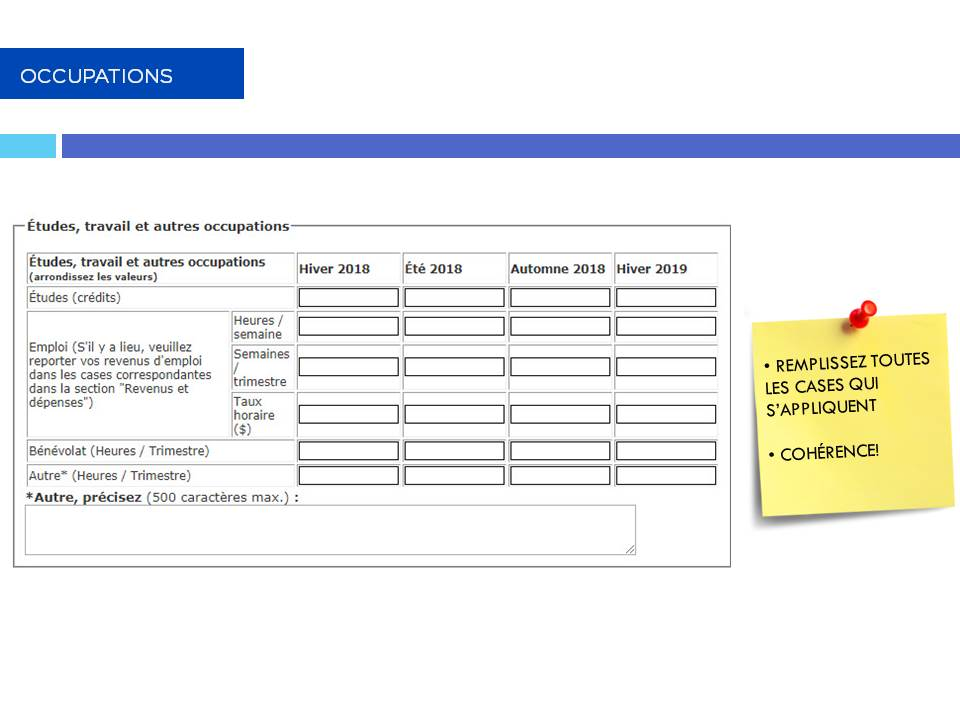 OCCUPATIONS
Études, travail et autres occupations
Études, travail et autres occupations
(arrondissez les valeurs)
Hiver 2018
Été 2018
Automne 2018
Hiver 2019
Études (crédits)
Emploi (S'il y a lieu, veuillez
reporter vos revenus d'emploi
dans les cases correspondantes
dans la section "Revenus et
dépenses")
Heures /
semaine
Semaines
/
trimestre
Taux
horaire
($)
Bénévolat (Heures / Trimestre)
Autre* (Heures / Trimestre)
*Autre, précisez (500 caractères max.) :
• REMPLISSEZ TOUTES
LES CASES QUI
S’APPLIQUENT
• COHÉRENCE!